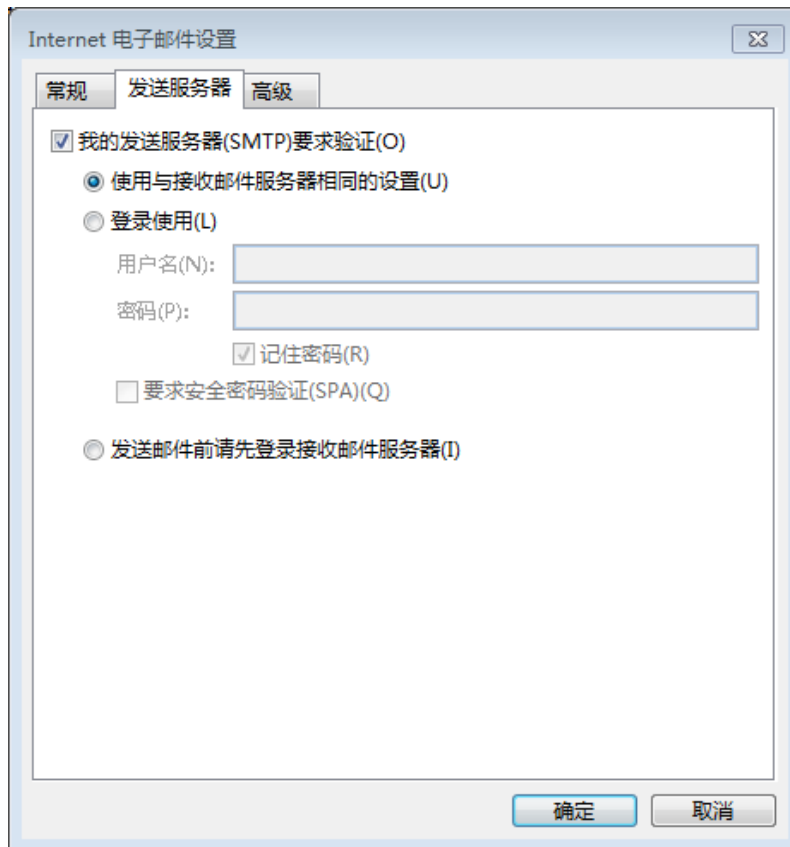 Internet 电子邮件设置
常规 发送服务器 高级
我的发送服务器(SMTP)要求验证(O)
使用与接收邮件服务器相同的设置(U)
登录使用(L)
用户名(N):
密码(P):
记住密码(R)
要求安全密码验证(SPA)(Q)
发送邮件前请先登录接收邮件服务器(I)
确定 取消